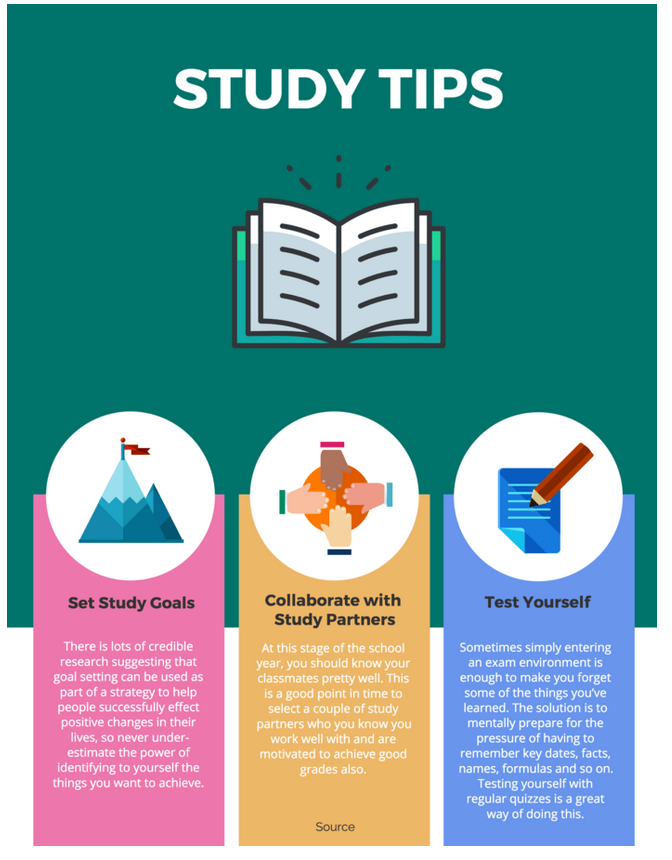 STUDY TIPS
Set Study Goals
There is lots of credible
research suggesting that
goal setting can be used as
part of a strategy to help
people successfully effect
positive changes in their
lives, so never under-
estimate the power of
identifying to yourself the
things you want to achieve.
Collaborate with
Study Partners
At this stage of the school
year, you should know your
classmates pretty well. This
is a good point in time to
select a couple of study
partners who you know you
work well with and are
motivated to achieve good
grades also.
Source
Test Yourself
Sometimes simply entering
an exam environment is
enough to make you forget
some of the things you've
learned. The solution is to
mentally prepare for the
pressure of having to
remember key dates, facts,
names, formulas and so on.
Testing yourself with
regular quizzes is a great
way of doing this.